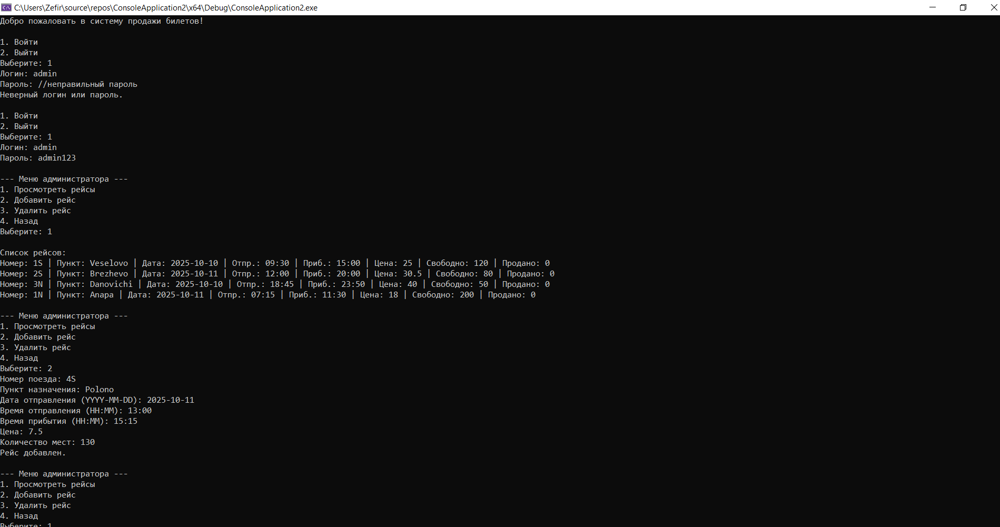 C:\Users\Zefir\source\repos\ConsoleApplication2\x64\Debug\ConsoleApplication2.exe
Добро пожаловать в систему продажи билетов!
1. Войти
2. Выйти
Выберите: 1
Логин: admin
Пароль: //неправильный пароль
Неверный логин или пароль.
1. Войти
2. Выйти
Выберите: 1
Логин: admin
Пароль: admin123
--- Меню администратора ---
1. Просмотреть рейсы
2. Добавить рейс
3. Удалить рейс
4. Назад
Выберите: 1
Список рейсов:
Номер: 1S | Пункт: Veselovo | Дата: 2025-10-10 | Отпр.: 09:30 | Приб.: 15:00 | Цена: 25 | Свободно: 120 | Продано: 0
Номер: 2S | Пункт: Brezhevo | Дата: 2025-10-11 | Отпр.: 12:00 | Приб.: 20:00 | Цена: 30.5 | Свободно: 80 | Продано: 0
Номер: 3N | Пункт: Danovichi | Дата: 2025-10-10 | Отпр.: 18:45 | Приб.: 23:50 | Цена: 40 | Свободно: 50 | Продано: 0
Номер: 1N | Пункт: Anapa | Дата: 2025-10-11 | Отпр.: 07:15 | Приб.: 11:30 | Цена: 18 | Свободно: 200 | Продано: 0
--- Меню администратора ---
1. Просмотреть рейсы
2. Добавить рейс
3. Удалить рейс
4. Назад
Выберите: 2
Номер поезда: 4S
Пункт назначения: Polono
Дата отправления (YYYY-MM-DD): 2025-10-11
Время отправления (HH:MM): 13:00
Время прибытия (HH:MM): 15:15
Цена: 7.5
Количество мест: 130
Рейс добавлен.
--- Меню администратора ---
1. Просмотреть рейсы
2. Добавить рейс
3. Удалить рейс
4. Назад
Выберите: 1